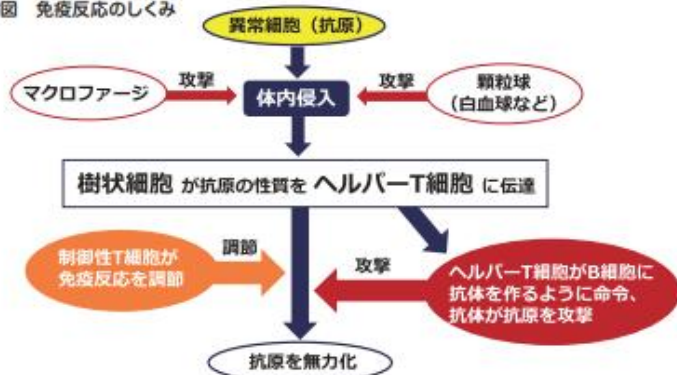 図 免疫反応のしくみ
異常細胞（抗原）
マクロファージ
攻撃
体内侵入
攻撃
顆粒球
（白血球など）
樹状細胞 が抗原の性質を ヘルパーT細胞 に伝達
制御性T細胞が
免疫反応を調節
調節
攻撃
ヘルパーT細胞がB細胞に
抗体を作るように命令、
抗体が抗原を攻撃
抗原を無力化